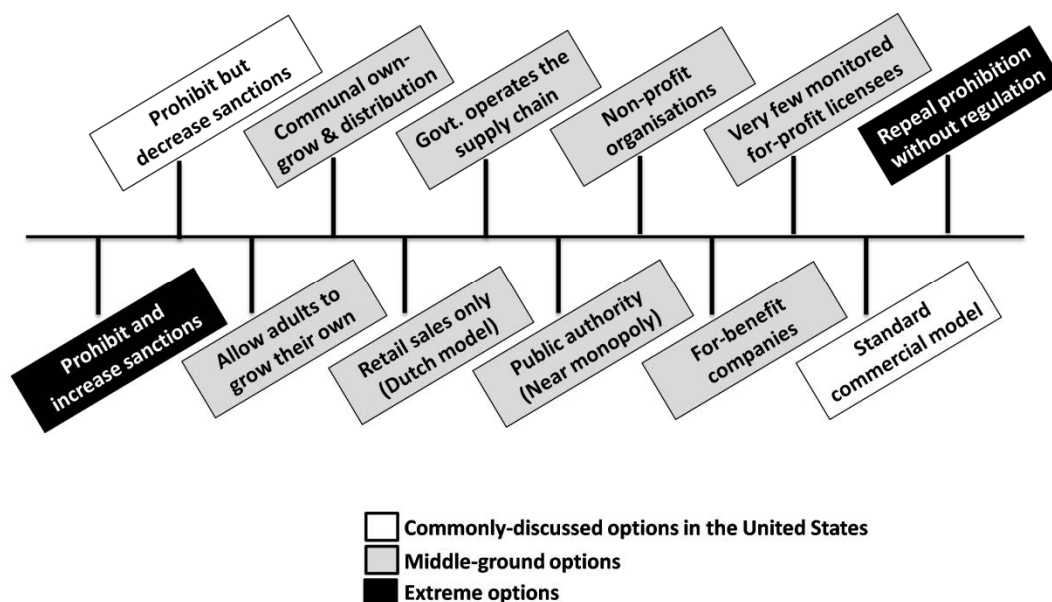 Prohibit but
decrease sanctions
Communal own-
grow & distribution
Govt. operates the
supply chain
Non-profit
organisations
Very few monitored
for-profit licensees
Repeal prohibition
without regulation
Prohibit and
increase sanctions
Allow adults to
grow their own
Retail sales only
(Dutch model)
Public authority
(Near monopoly)
For-benefit
companies
Standard
commercial model
Commonly-discussed options in the United States
Middle-ground options
Extreme options